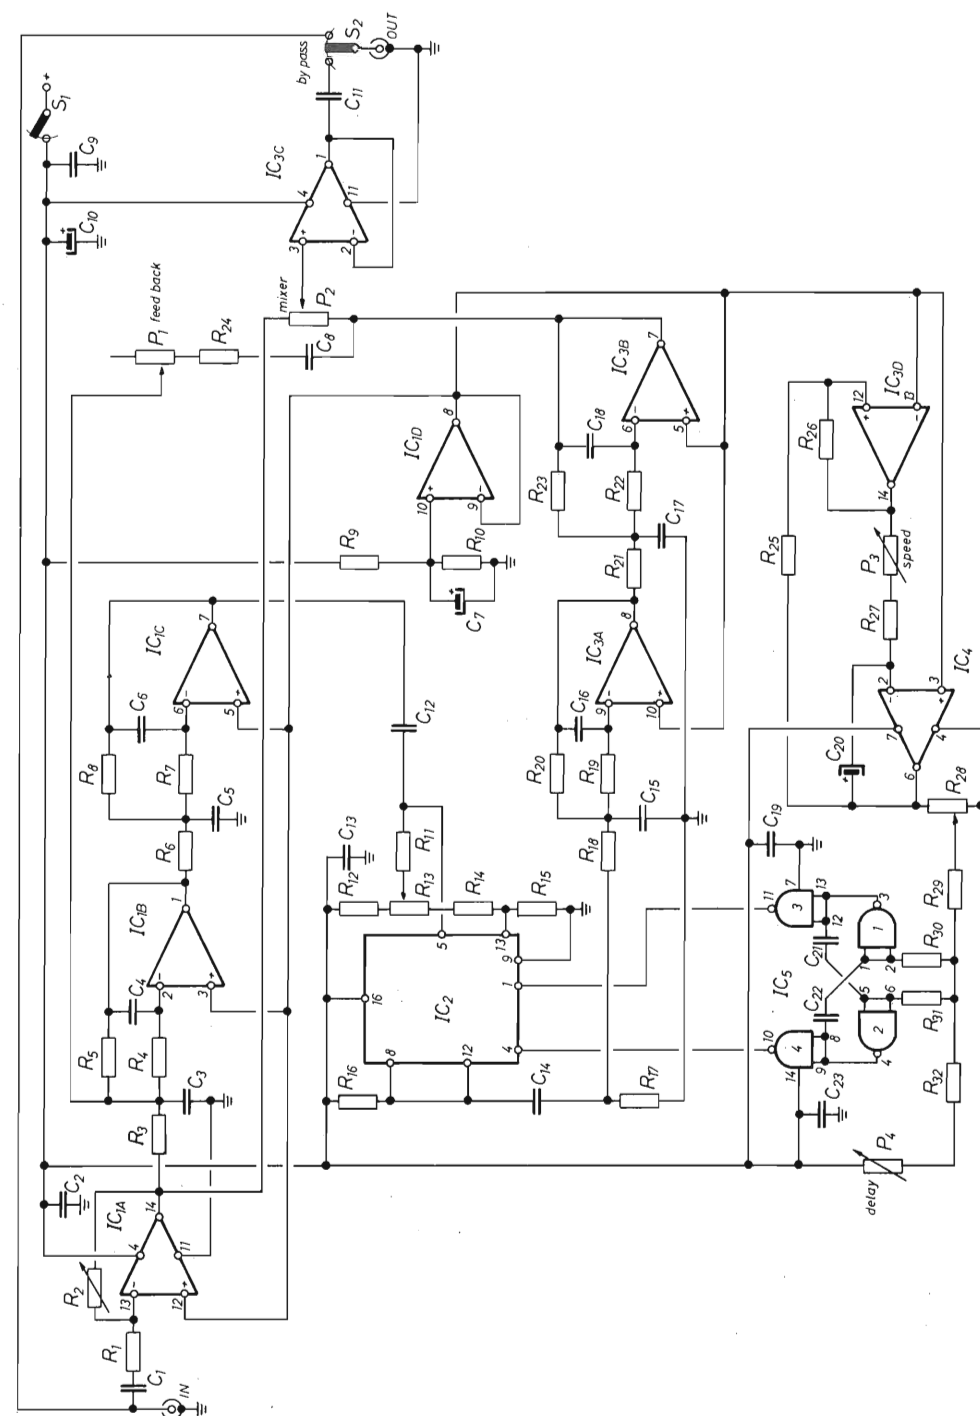 S1
+
C9
C10
P1 feed back
R24
by pass
S2
OUT
C11
IC3C
4
1
11
+
3
-
2
mixer
P2
C8
IC3B
7
-
6
+
5
C18
R23
R22
C17
R21
IC3A
8
-
9
+
10
C16
R20
R19
C15
R18
IC1D
8
+
10
-
9
R9
R10
+
C7
IC1C
7
-
6
+
5
C6
R8
R7
C5
R6
IC1B
1
-
2
+
3
C4
R5
R4
C3
R3
C2
IC1A
14
4
11
-
13
+
12
R2
R1
C1
IN
C12
C13
R12
R11
R13
R14
R15
5
13
9
16
IC2
1
8
12
4
R16
C14
R17
IC3D
12
+
13
-
14
R26
R25
P3
speed
R27
IC4
2
-
3
+
7
4
6
C20
R28
C19
11
3
7
13
12
C21
1
3
1
2
R29
R30
IC5
C22
5
6
2
4
R31
10
4
8
9
14
C23
R32
P4
delay